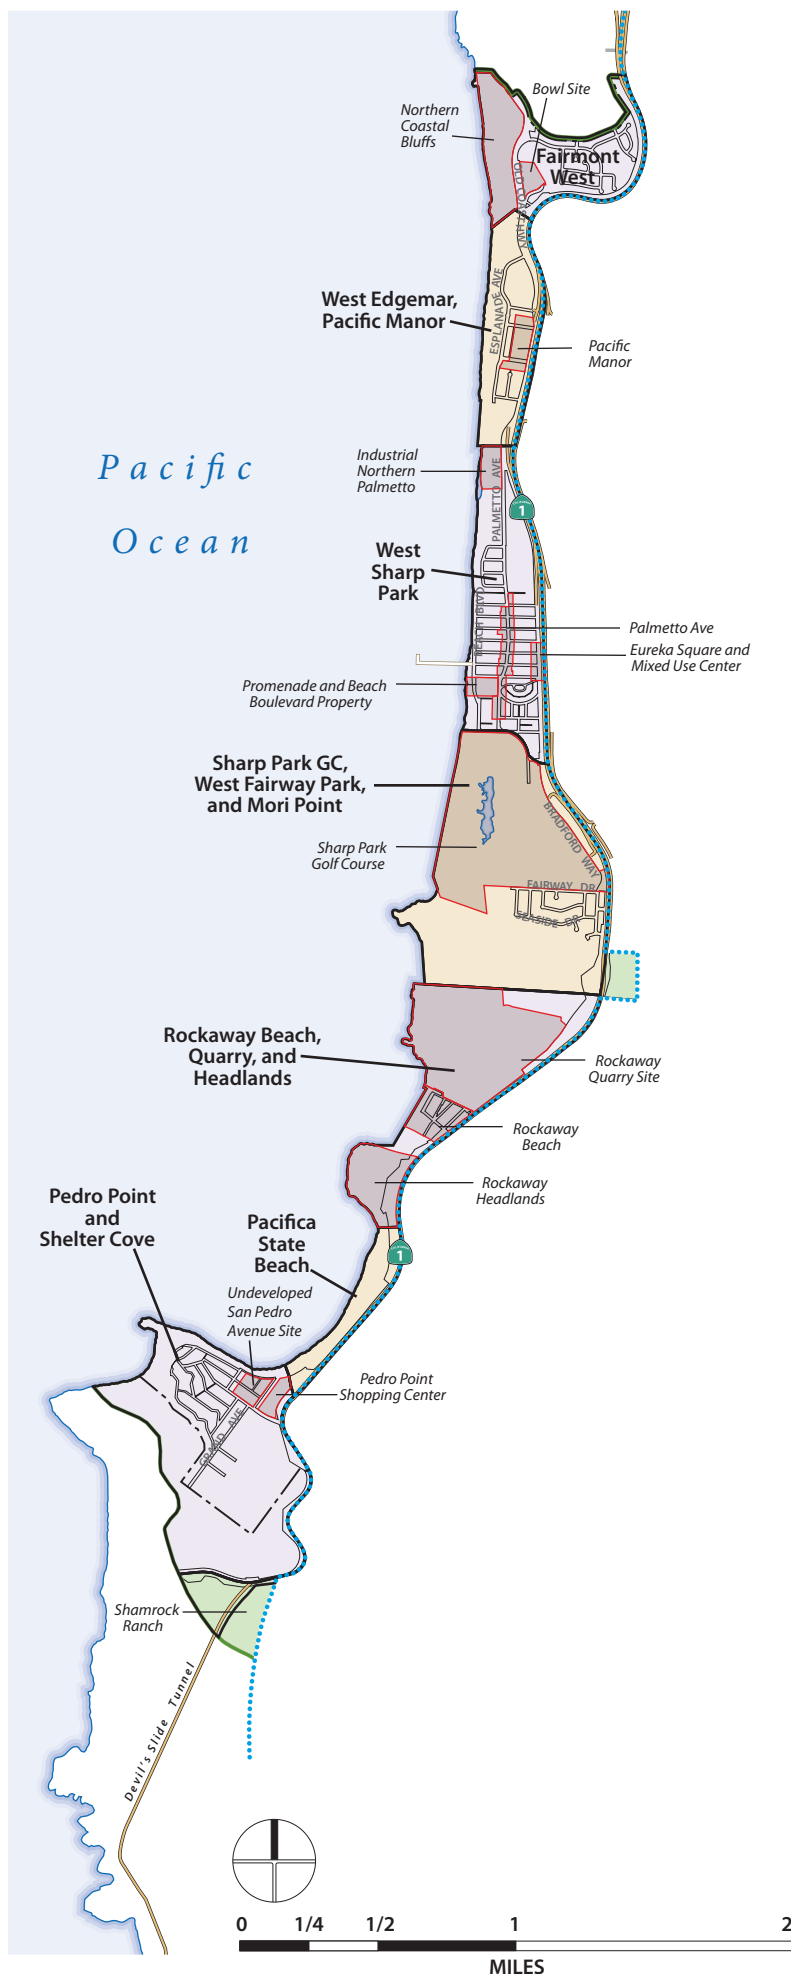 Bowl Site
Northern
Coastal
Bluffs
Fairmont
West
OLD COAST HWY
West Edgemar,
Pacific Manor
ESPLANADE AVE
Pacific
Manor
Pacific
Ocean
Industrial
Northern
Palmetto
PALMETTO AVE
CALIFORNIA
1
West
Sharp
Park
BEACH BLVD
Palmetto Ave
Eureka Square and
Mixed Use Center
Promenade and Beach
Boulevard Property
Sharp Park GC,
West Fairway Park,
and Mori Point
BRADFORD WAY
Sharp Park
Golf Course
FAIRWAY DR
SEASIDE DR
Rockaway Beach,
Quarry, and
Headlands
Rockaway
Quarry Site
Rockaway
Beach
Rockaway
Headlands
Pedro Point
and
Shelter Cove
Pacifica
State
Beach
CALIFORNIA
1
Undeveloped
San Pedro
Avenue Site
Pedro Point
Shopping Center
GRAND AVE
Shamrock
Ranch
Devil's Slide Tunnel
0 1/4 1/2 1 2
MILES